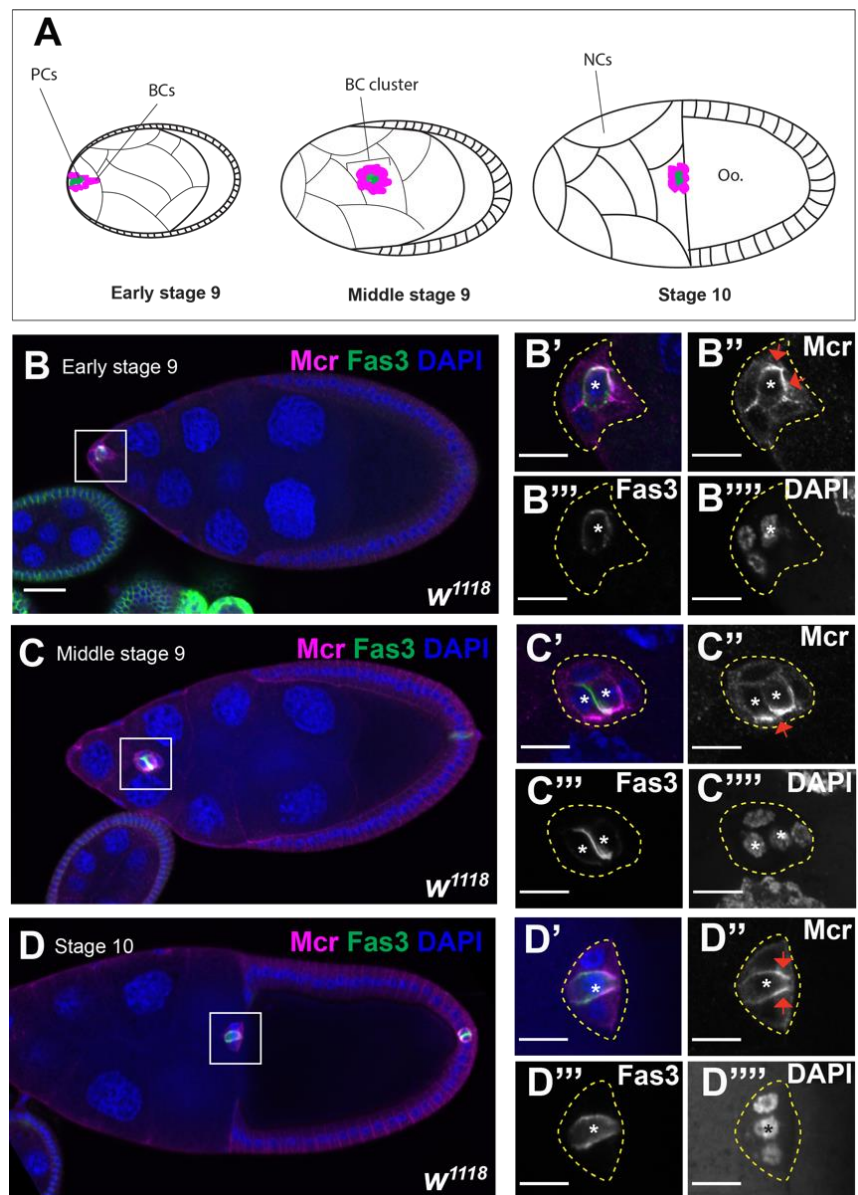 A
PCs
BCs
BC cluster
NCs
Oo.
Early stage 9
Middle stage 9
Stage 10
B Early stage 9
Mcr Fas3 DAPI
w1118
B’
B’’ Mcr
*
*
B’’’ Fas3
B’’’’ DAPI
*
*
C Middle stage 9
Mcr Fas3 DAPI
w1118
C’
C’’ Mcr
* *
* *
C’’’ Fas3
C’’’’ DAPI
* *
* *
D Stage 10
Mcr Fas3 DAPI
w1118
D’
D’’ Mcr
*
*
D’’’ Fas3
D’’’’ DAPI
*
*